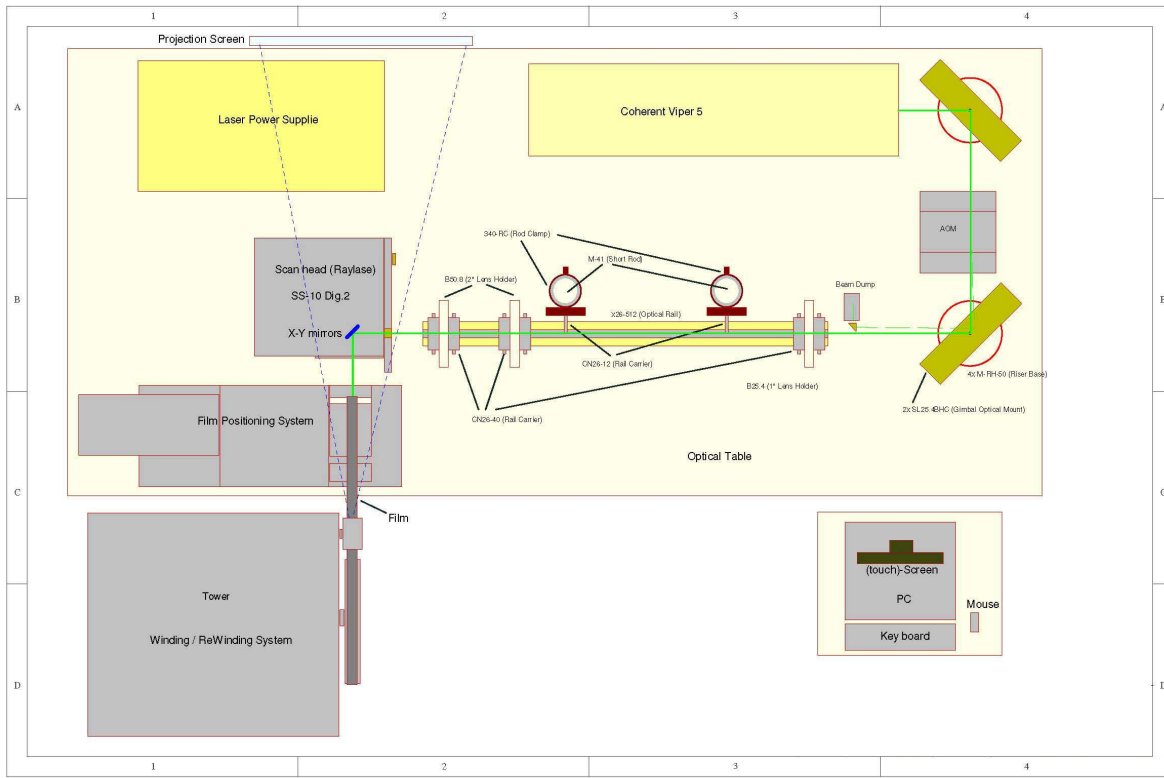 1 2 3 4
Projection Screen
A A
Laser Power Supplie
Coherent Viper 5
AOM
340-RC (Rod Clamp)
M-41 (Short Rod)
Scan head (Raylase)
SS-10 Dig.2
X-Y mirrors
B50.8 (2" Lens Holder)
x26-512 (Optical Rail)
Beam Dump
B B
CN26-12 (Rail Carrier)
4x M-RH-50 (Riser Base)
B25.4 (1" Lens Holder)
2x SL25.4BHC (Gimbal Optical Mount)
CN26-40 (Rail Carrier)
Film Positioning System
Optical Table
C C
Film
(touch)-Screen
PC
Mouse
Key board
Tower
Winding / ReWinding System
D D
1 2 3 4